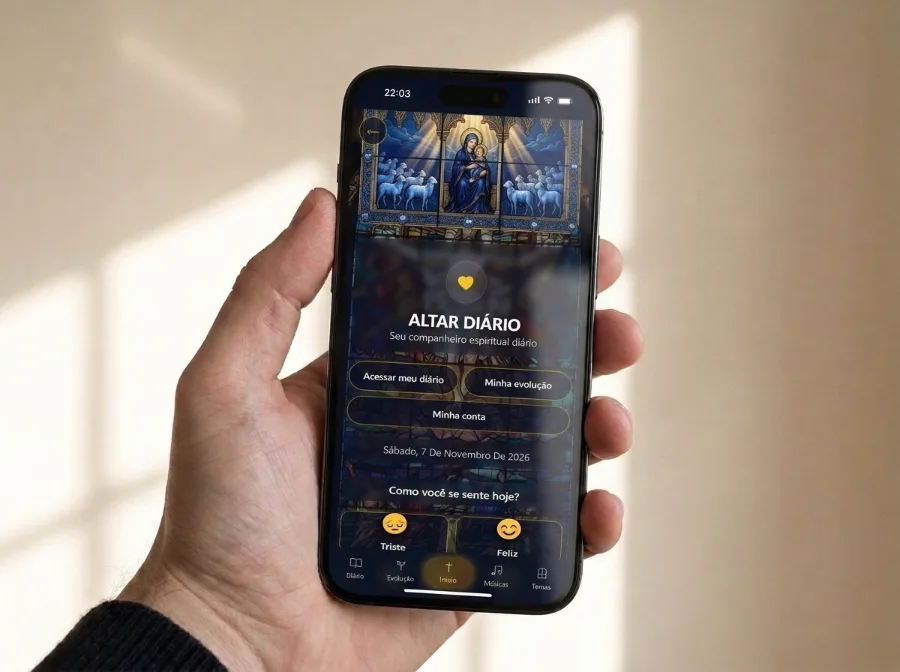 22:03
ALTAR DIÁRIO
Seu companheiro espiritual diário
Acessar meu diário
Minha evolução
Minha conta
Sábado, 7 De Novembro De 2026
Como você se sente hoje?
Triste
Feliz
Diário
Evolução
Início
Músicas
Temas